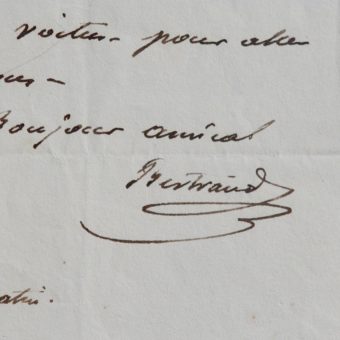 voiture pour aller
Bonjour amical
Bertrand